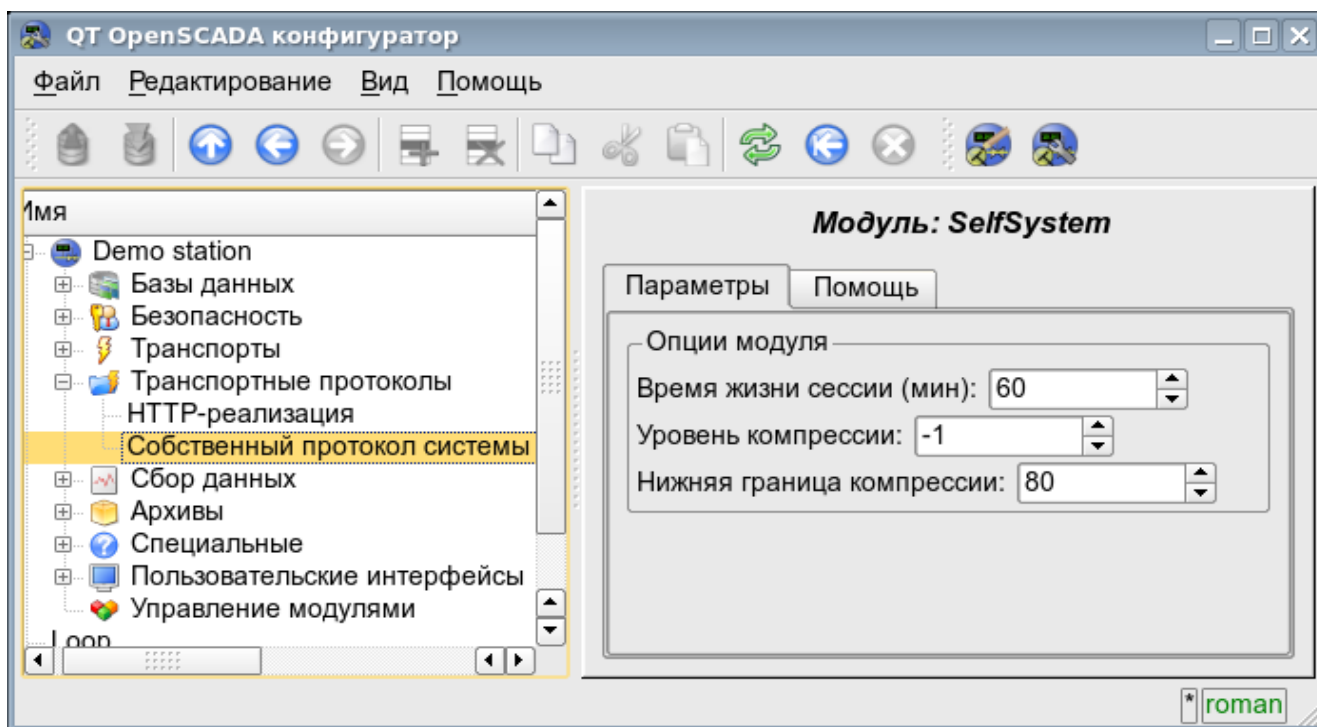 QT OpenSCADA конфигуратор
Файл Редактирование Вид Помощь
Имя
Demo station
Базы данных
Безопасность
Транспорты
Транспортные протоколы
HTTP-реализация
Собственный протокол системы
Сбор данных
Архивы
Специальные
Пользовательские интерфейсы
Управление модулями
Loop
Модуль: SelfSystem
Параметры Помощь
Опции модуля
Время жизни сессии (мин): 60
Уровень компрессии: -1
Нижняя граница компрессии: 80
* roman